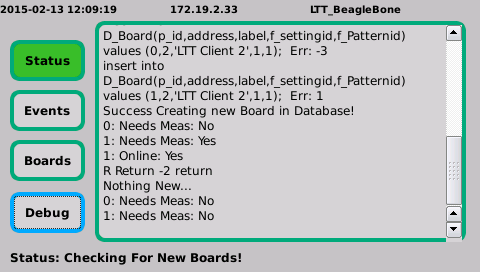 2015-02-13 12:09:19 172.19.2.33 LTT_BeagleBone
Status
Events
Boards
Debug
D_Board(p_id,address,label,f_settingid,f_Patternid)
values (0,2,'LTT Client 2',1,1);  Err: -3
insert into
D_Board(p_id,address,label,f_settingid,f_Patternid)
values (1,2,'LTT Client 2',1,1);  Err: 1
Success Creating new Board in Database!
0: Needs Meas: No
1: Needs Meas: Yes
1: Online: Yes
R Return -2 return
Nothing New...
0: Needs Meas: No
1: Needs Meas: No
Status: Checking For New Boards!